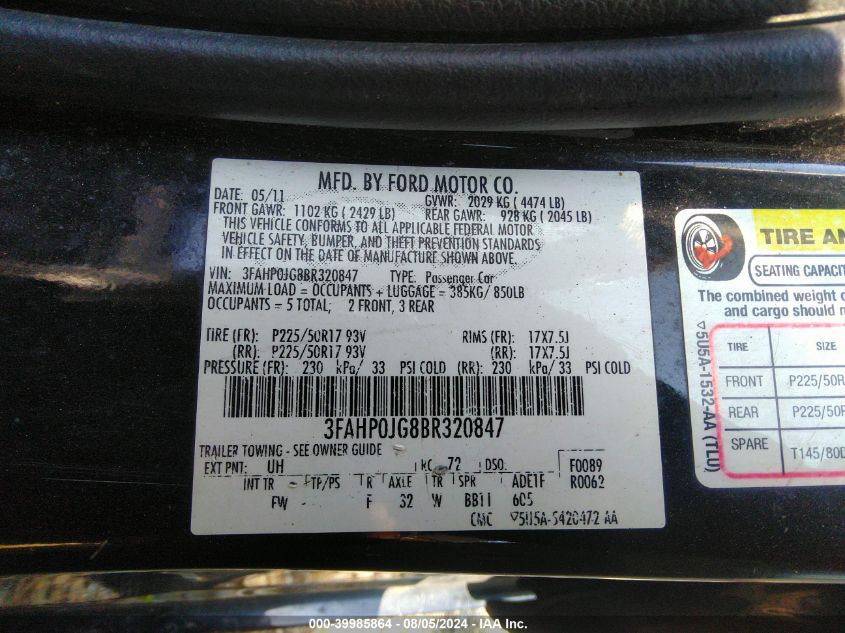 MFD. BY FORD MOTOR CO.
DATE: 05/11 GVWR: 2029 KG ( 4474 LB)
FRONT GAWR: 1102 KG ( 2429 LB) REAR GAWR: 928 KG ( 2045 LB)
THIS VEHICLE CONFORMS TO ALL APPLICABLE FEDERAL MOTOR
VEHICLE SAFETY, BUMPER, AND THEFT PREVENTION STANDARDS
IN EFFECT ON THE DATE OF MANUFACTURE SHOWN ABOVE.
VIN: 3FAHP0JG8BR320847 TYPE: Passenger Car
MAXIMUM LOAD = OCCUPANTS + LUGGAGE = 385KG/ 850LB
OCCUPANTS = 5 TOTAL; 2 FRONT, 3 REAR
TIRE (FR): P225/50R17 93V RIMS (FR): 17X7.5J
(RR): P225/50R17 93V (RR): 17X7.5J
PRESSURE (FR): 230 kPa/ 33 PSI COLD (RR): 230 kPa/ 33 PSI COLD
3FAHP0JG8BR320847
TRAILER TOWING - SEE OWNER GUIDE
EXT PNT: UH RC: 72 DSO: F0089
INT TR TP/PS R AXLE TR SPR ADE1F R0062
FW F 32 W BB11 605
CMC ▽5U5A-5420472 AA
TIRE AN
SEATING CAPACIT
The combined weight o
and cargo should n
▽5U5A-1532-AA (TLU)
TIRE SIZE
FRONT P225/50R
REAR P225/50
SPARE T145/80D
000-39985864 - 08/05/2024 - IAA Inc.